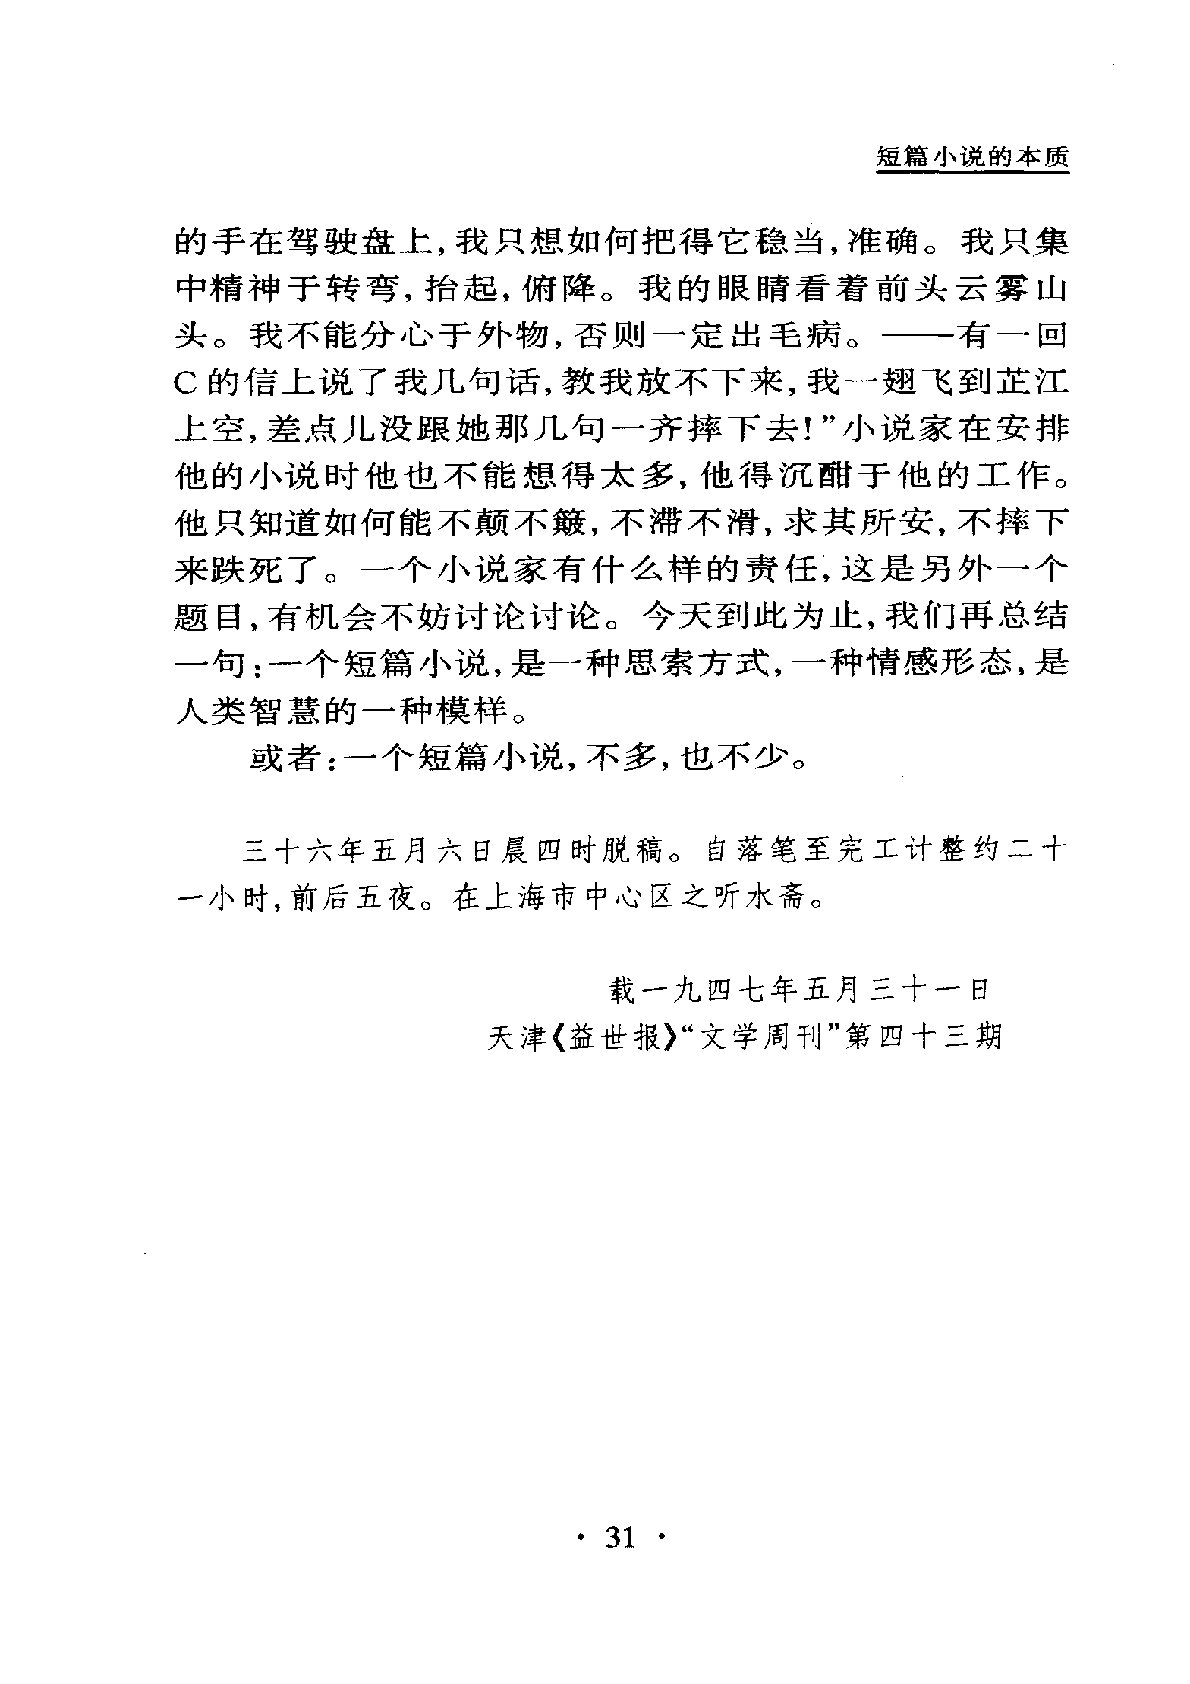 短篇小说的本质
的手在驾驶盘上,我只想如何把得它稳当,准确。我只集
中精神于转弯,抬起,俯降。我的眼睛看着前头云雾山
头。我不能分心于外物,否则一定出毛病。——有一回
C的信上说了我几句话,教我放不下来,我一翅飞到芷江
上空,差点儿没跟她那几句一齐摔下去!”小说家在安排
他的小说时他也不能想得太多,他得沉酣于他的工作。
他只知道如何能不颠不簸,不滞不滑,求其所安,不摔下
来跌死了。一个小说家有什么样的责任,这是另外一个
题目,有机会不妨讨论讨论。今天到此为止,我们再总结
一句:一个短篇小说,是一种思索方式,一种情感形态,是
人类智慧的一种模样。
或者:一个短篇小说,不多,也不少。
三十六年五月六日晨四时脱稿。自落笔至完工计整约二十
一小时,前后五夜。在上海市中心区之听水斋。
载一九四七年五月三十一日
天津《益世报》“文学周刊”第四十三期
· 31 ·